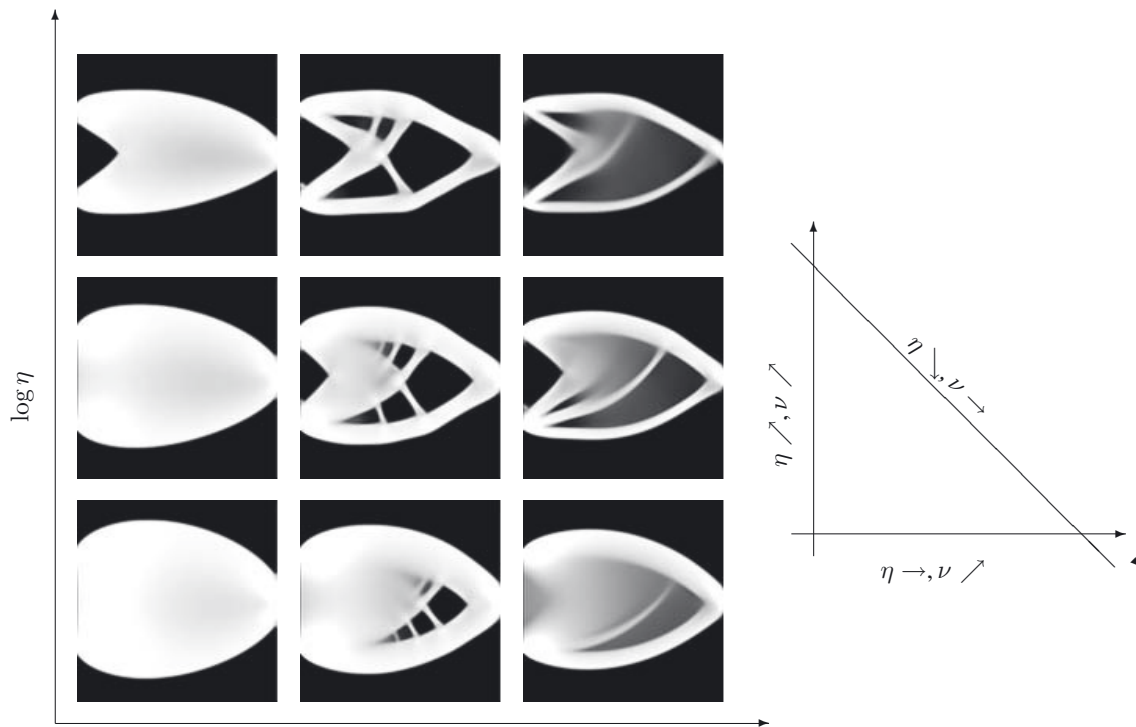 log η
η ↗, ν ↗
η ↘, ν →
η →, ν ↗